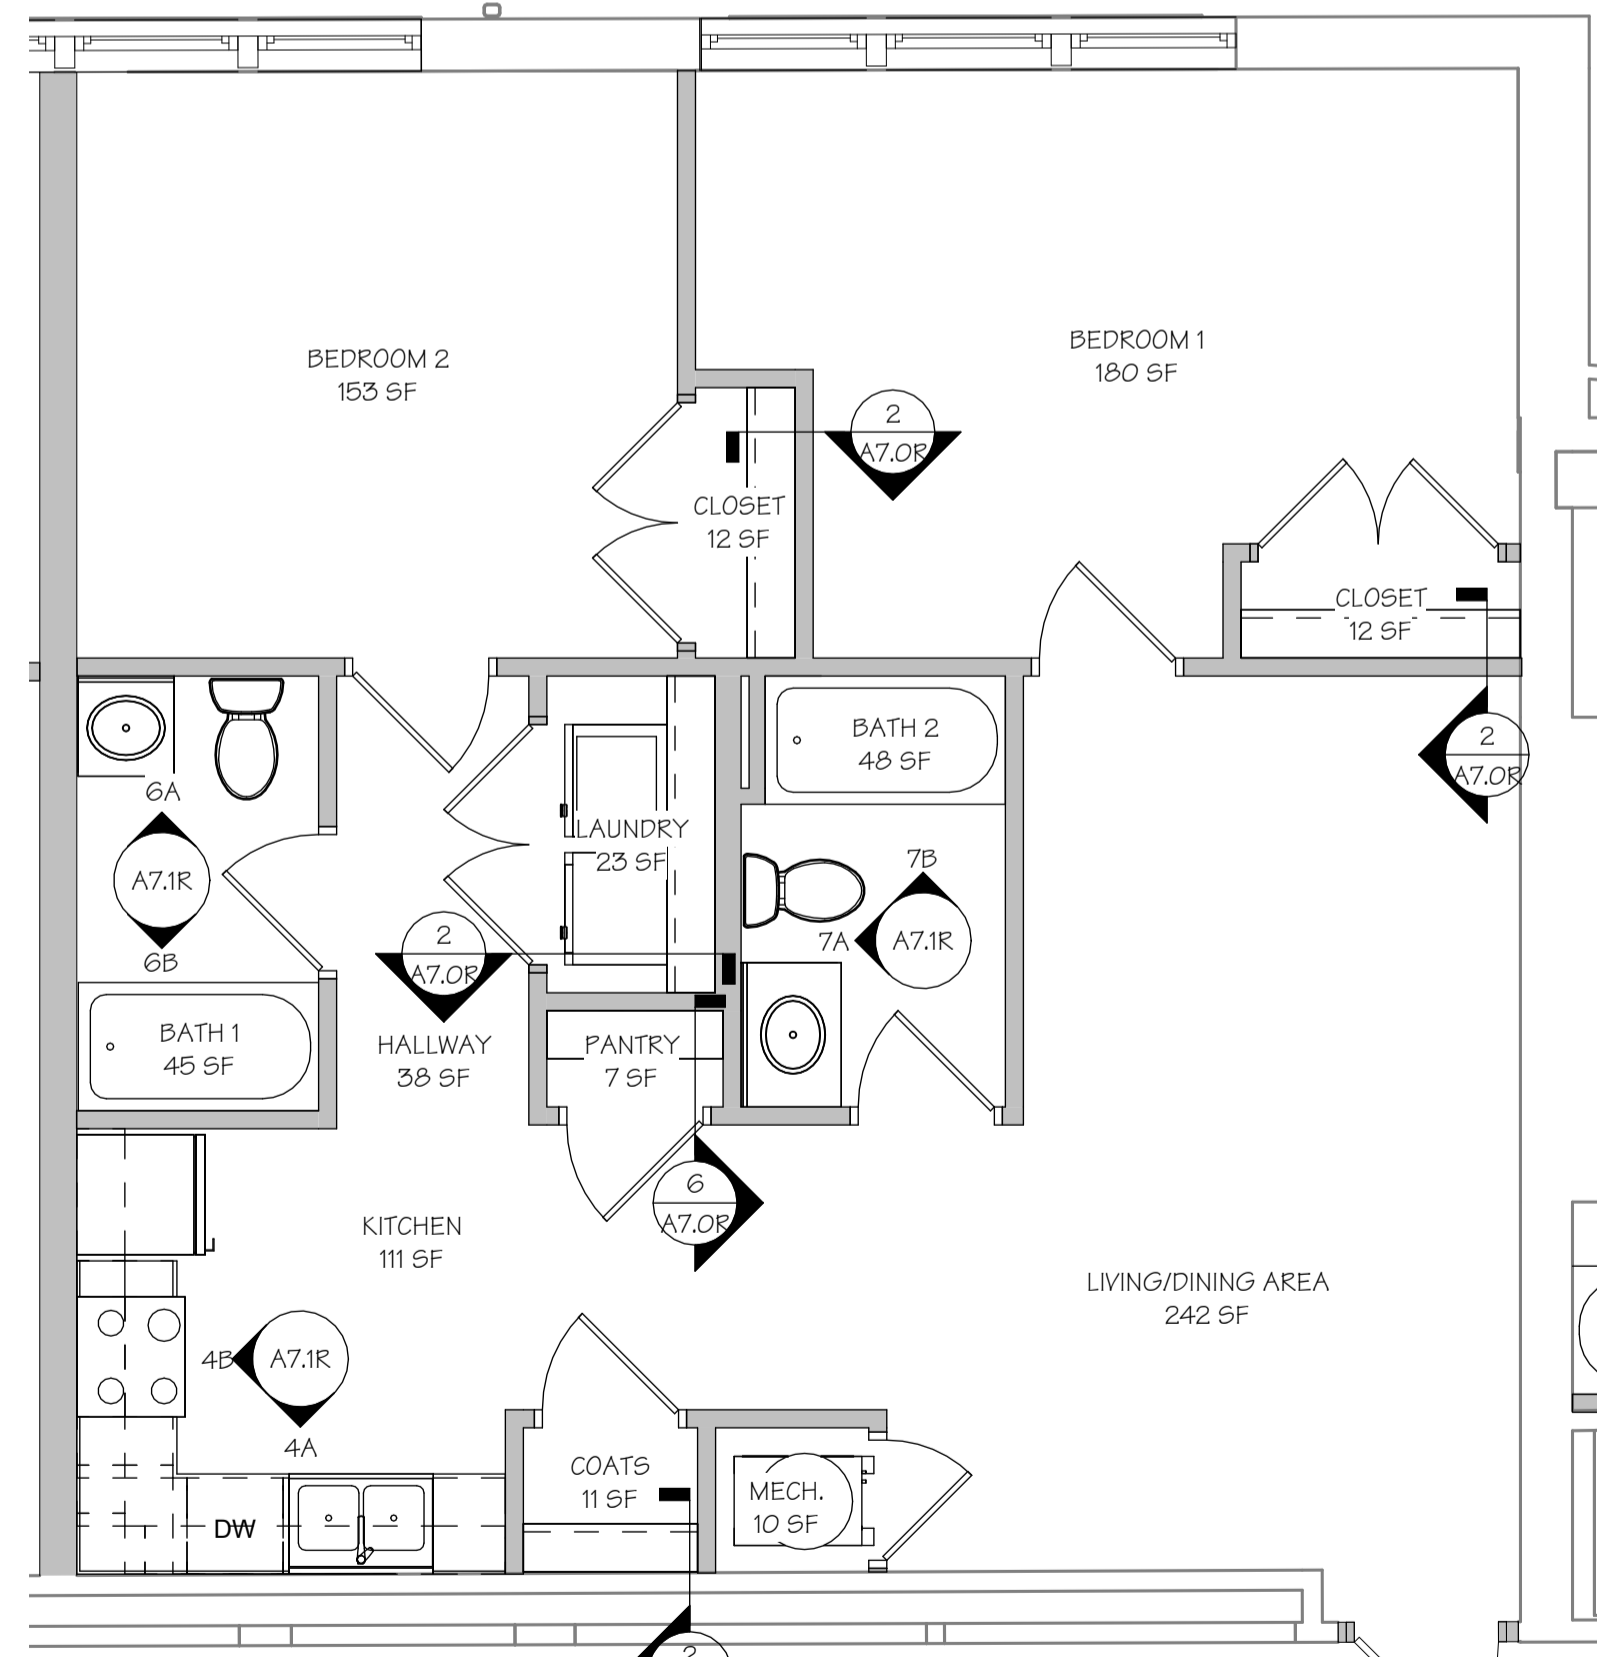 BEDROOM 2
153 SF
BEDROOM 1
180 SF
2
A7.0R
CLOSET
12 SF
CLOSET
12 SF
2
A7.0R
BATH 2
48 SF
6A
A7.1R
6B
LAUNDRY
23 SF
7B
7A
A7.1R
2
A7.0R
BATH 1
45 SF
HALLWAY
38 SF
PANTRY
7 SF
6
A7.0R
KITCHEN
111 SF
LIVING/DINING AREA
242 SF
4B
A7.1R
4A
COATS
11 SF
MECH.
10 SF
DW